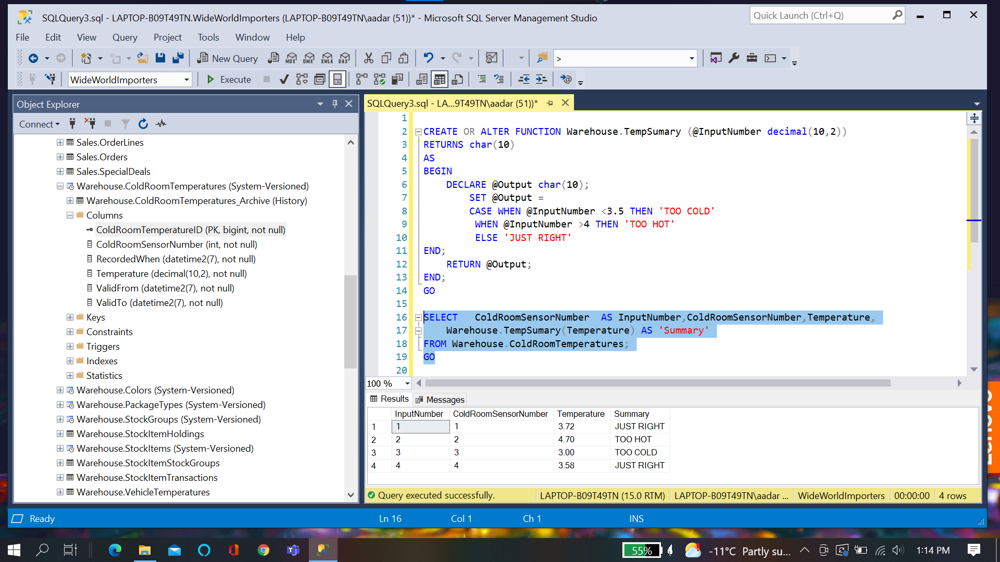 SQLQuery3.sql - LAPTOP-B09T49TN.WideWorldImporters (LAPTOP-B09T49TN\aadar (51))* - Microsoft SQL Server Management Studio
Quick Launch (Ctrl+Q)
File Edit View Query Project Tools Window Help
New Query MDX DMX XMLA DAX >
WideWorldImporters Execute
Object Explorer
Connect
Sales.OrderLines
Sales.Orders
Sales.SpecialDeals
Warehouse.ColdRoomTemperatures (System-Versioned)
Warehouse.ColdRoomTemperatures_Archive (History)
Columns
ColdRoomTemperatureID (PK, bigint, not null)
ColdRoomSensorNumber (int, not null)
RecordedWhen (datetime2(7), not null)
Temperature (decimal(10,2), not null)
ValidFrom (datetime2(7), not null)
ValidTo (datetime2(7), not null)
Keys
Constraints
Triggers
Indexes
Statistics
Warehouse.Colors (System-Versioned)
Warehouse.PackageTypes (System-Versioned)
Warehouse.StockGroups (System-Versioned)
Warehouse.StockItemHoldings
Warehouse.StockItems (System-Versioned)
Warehouse.StockItemStockGroups
Warehouse.StockItemTransactions
Warehouse.VehicleTemperatures
SQLQuery3.sql - LA...9T49TN\aadar (51))*
1
2 CREATE OR ALTER FUNCTION Warehouse.TempSumary (@InputNumber decimal(10,2))
3 RETURNS char(10)
4 AS
5 BEGIN
6 DECLARE @Output char(10);
7 SET @Output =
8 CASE WHEN @InputNumber <3.5 THEN 'TOO COLD'
9 WHEN @InputNumber >4 THEN 'TOO HOT'
10 ELSE 'JUST RIGHT'
11 END;
12 RETURN @Output;
13 END;
14 GO
15
16 SELECT ColdRoomSensorNumber AS InputNumber,ColdRoomSensorNumber,Temperature,
17 Warehouse.TempSumary(Temperature) AS 'Summary'
18 FROM Warehouse.ColdRoomTemperatures;
19 GO
20
100 %
Results Messages
InputNumber ColdRoomSensorNumber Temperature Summary
1 1 1 3.72 JUST RIGHT
2 2 2 4.70 TOO HOT
3 3 3 3.00 TOO COLD
4 4 4 3.58 JUST RIGHT
Query executed successfully. LAPTOP-B09T49TN (15.0 RTM) LAPTOP-B09T49TN\aadar ... WideWorldImporters 00:00:00 4 rows
Ready Ln 16 Col 1 Ch 1 INS
Lenovo
55% -11°C Partly su... 1:14 PM